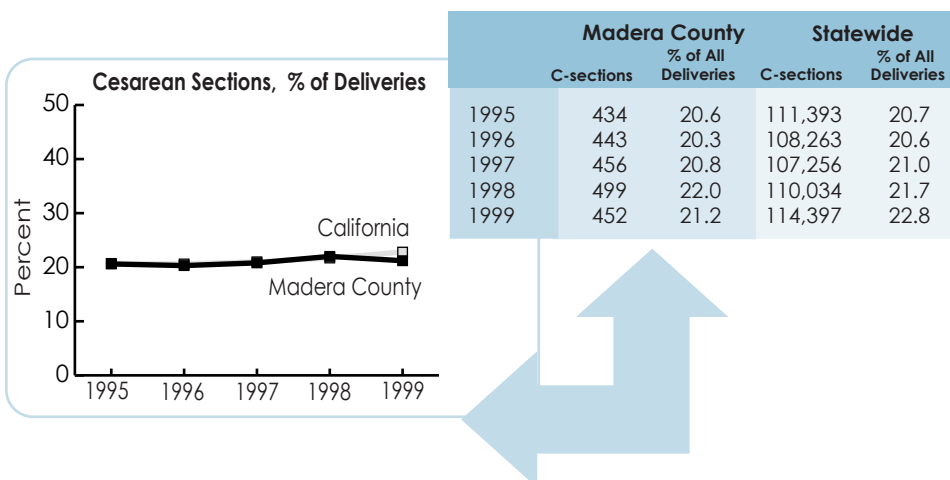 Cesarean Sections, % of Deliveries
Percent
50
40
30
20
10
0
California
Madera County
1995 1996 1997 1998 1999
Madera County Statewide
% of All % of All
C-sections Deliveries C-sections Deliveries
1995 434 20.6 111,393 20.7
1996 443 20.3 108,263 20.6
1997 456 20.8 107,256 21.0
1998 499 22.0 110,034 21.7
1999 452 21.2 114,397 22.8